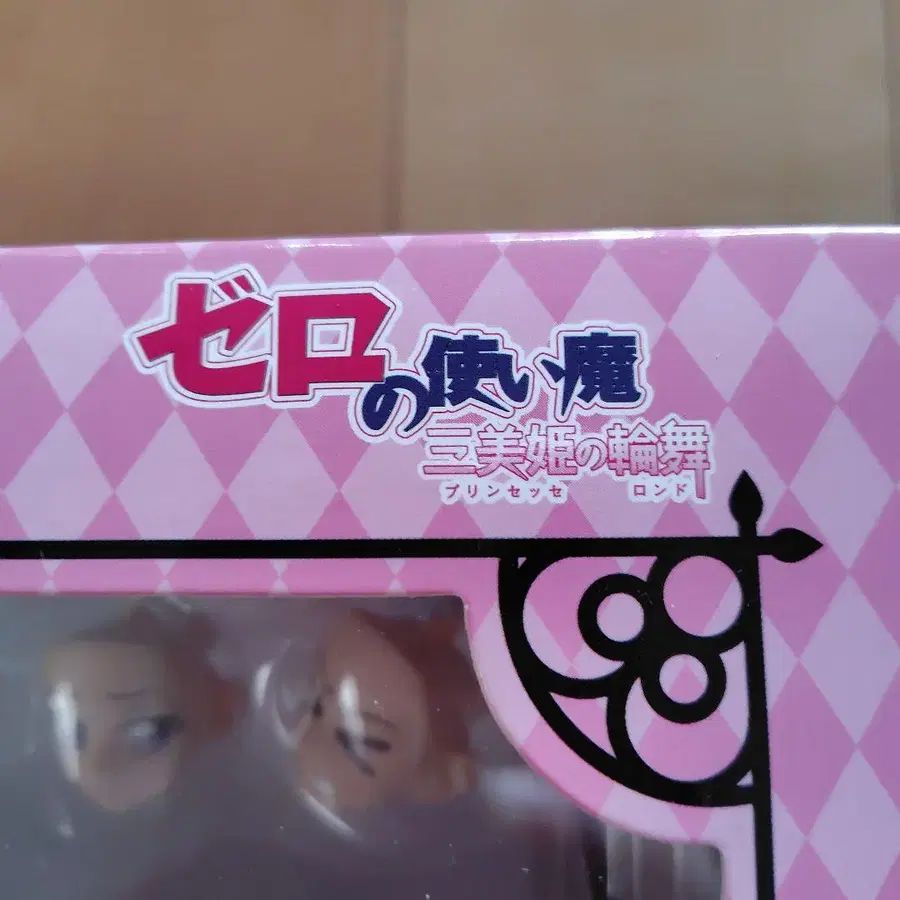 ゼロの使い魔
三美姫の輪舞
プリンセッセ ロンド